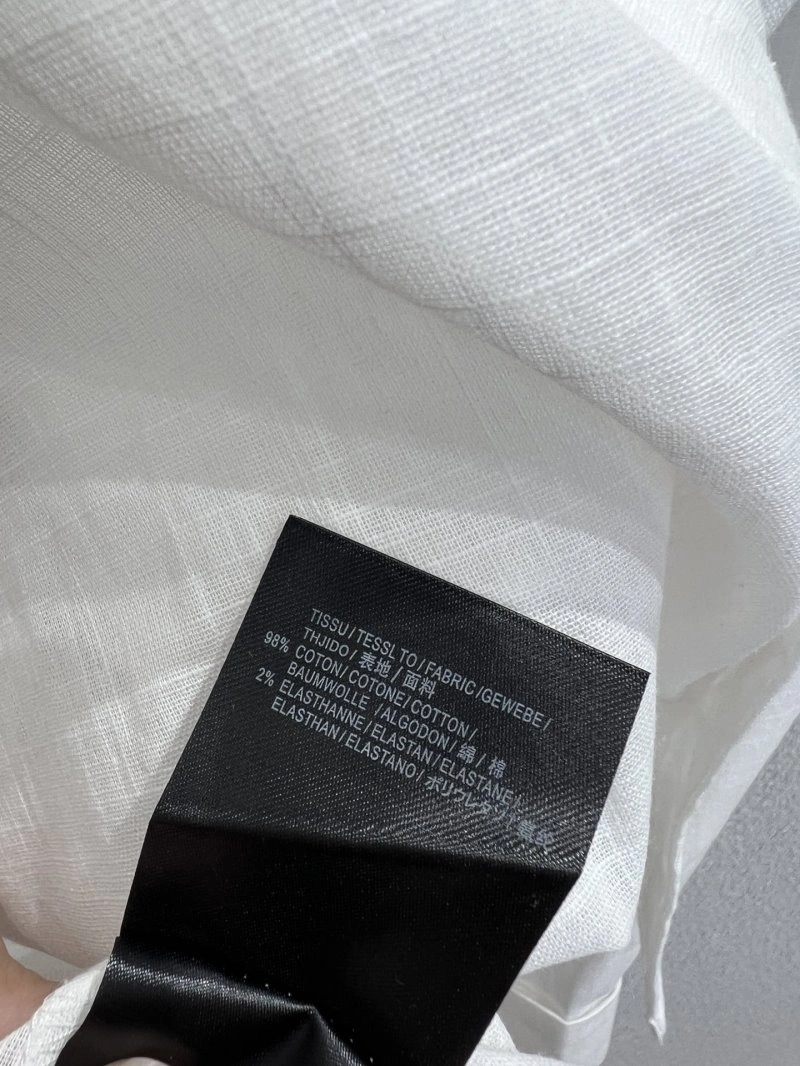 TISSU/TESSL TO/FABRIC/GEWEBE/
THJIDO/表地/面料
98% COTON/COTONE/COTTON/
BAUMWOLLE /ALGODON/綿/棉
2% ELASTHANNE/ELASTAN/ELASTANE/
ELASTHAN/ELASTANO/ポリウレタン/